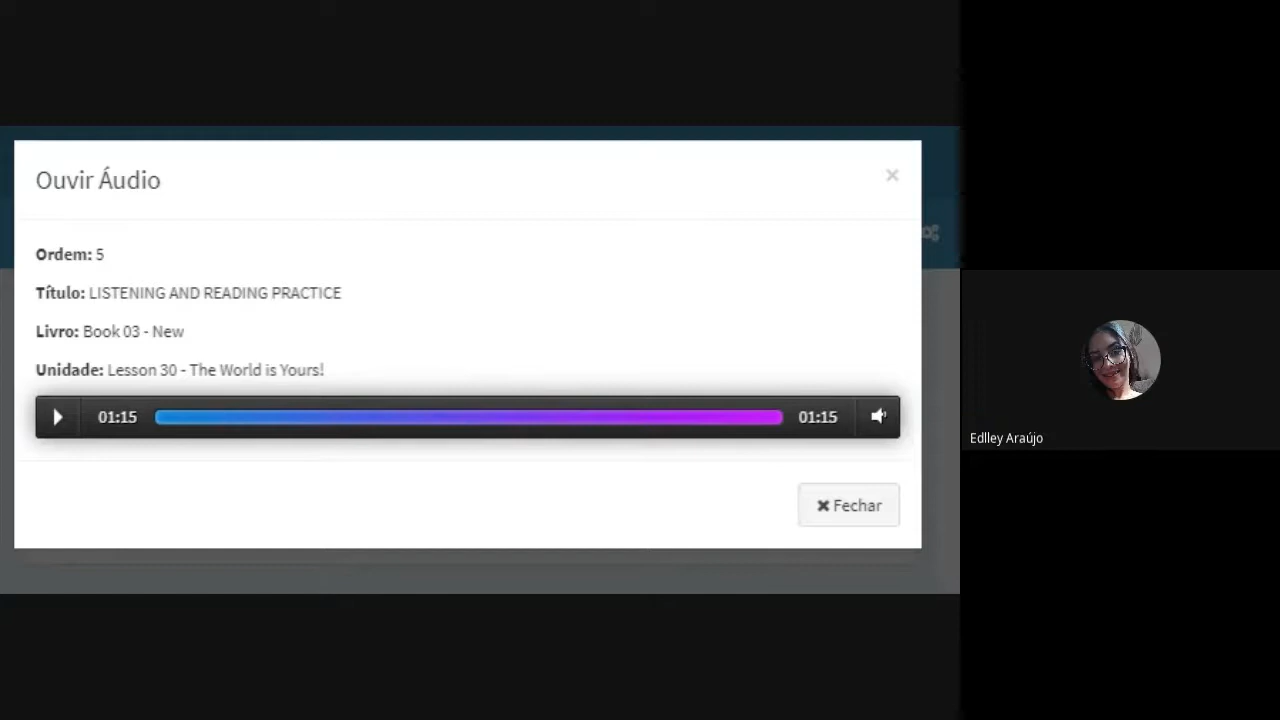 Ouvir Áudio
×
Ordem: 5
Título: LISTENING AND READING PRACTICE
Livro: Book 03 - New
Unidade: Lesson 30 - The World is Yours!
01:15 01:15
Fechar
Edlley Araújo